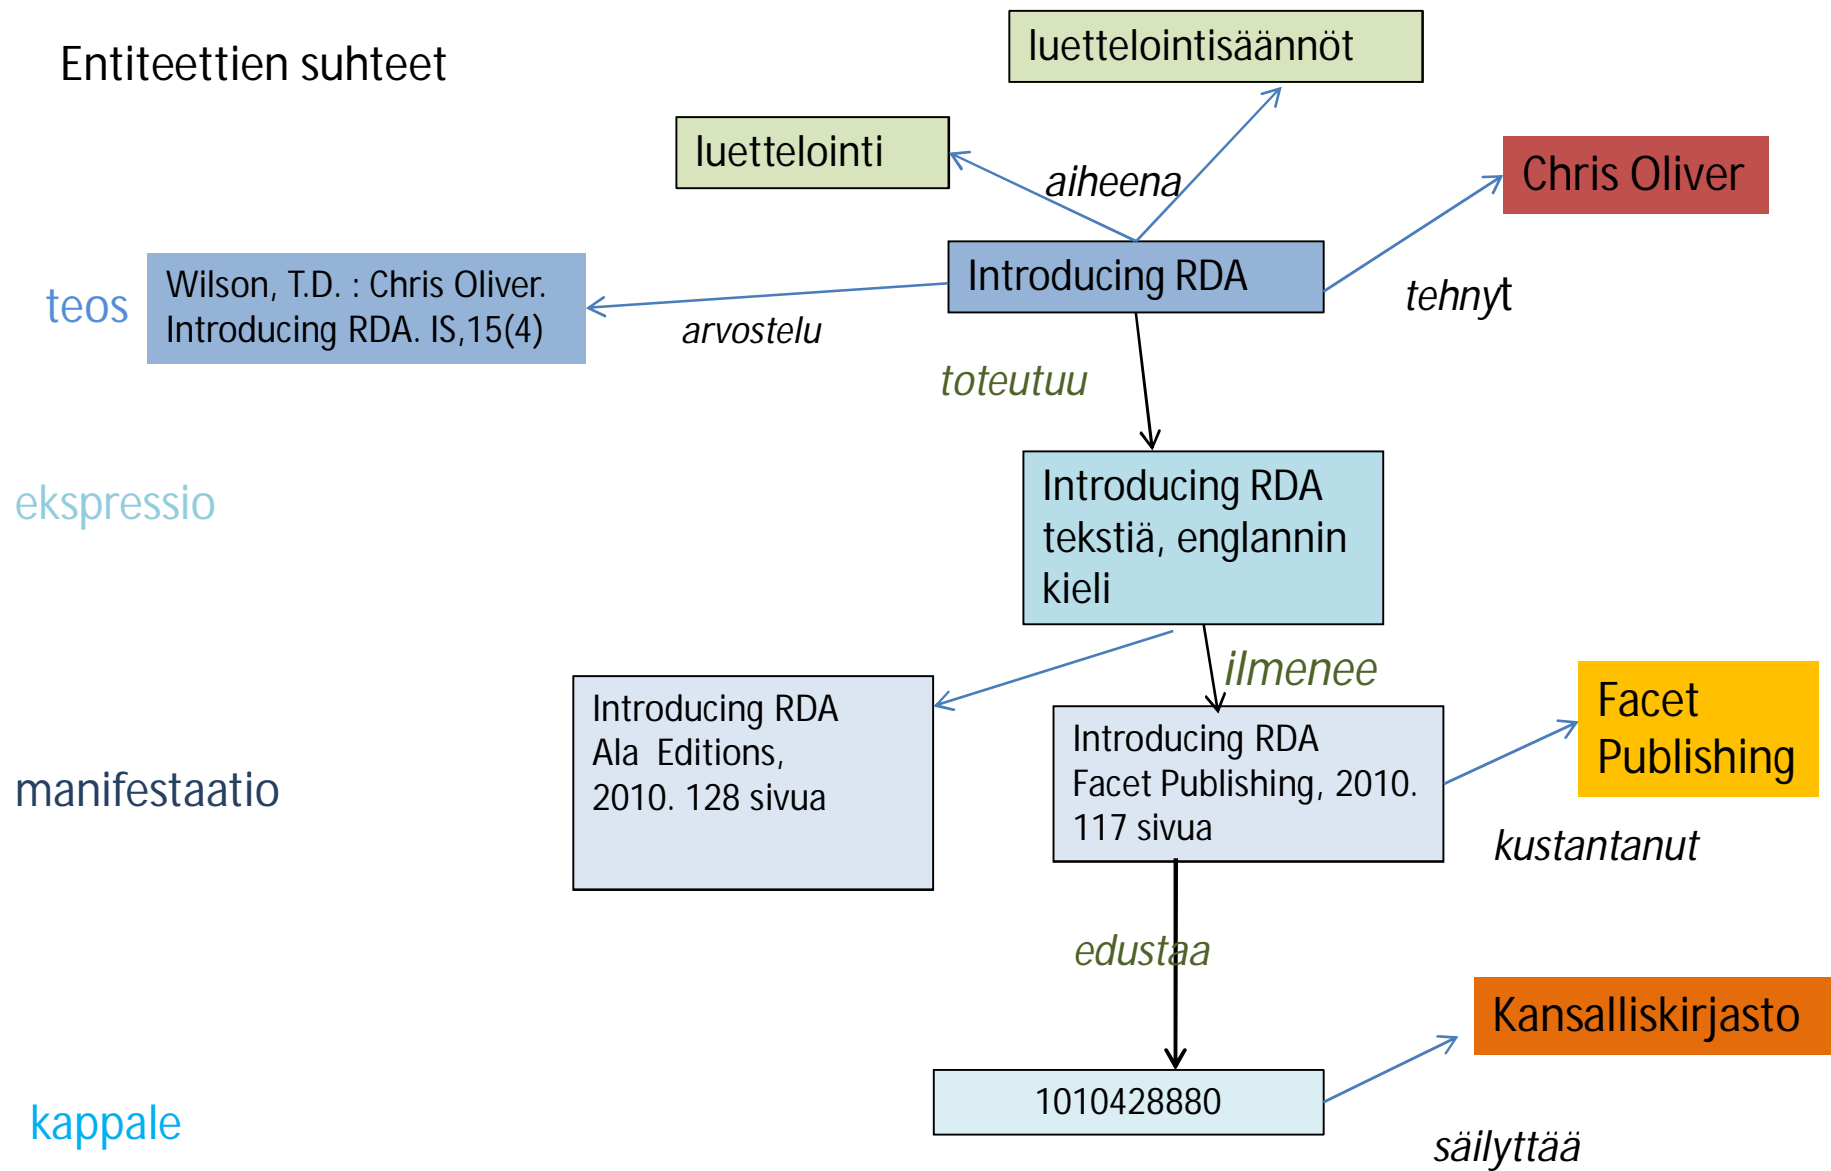 Entiteettien suhteet
luettelointisäännöt
luettelointi
aiheena
Chris Oliver
teos
Wilson, T.D. : Chris Oliver.
Introducing RDA. IS,15(4)
Introducing RDA
tehnyt
arvostelu
toteutuu
ekspressio
Introducing RDA
tekstiä, englannin
kieli
ilmenee
manifestaatio
Introducing RDA
Ala Editions,
2010. 128 sivua
Introducing RDA
Facet Publishing, 2010.
117 sivua
Facet
Publishing
kustantanut
edustaa
Kansalliskirjasto
kappale
1010428880
säilyttää